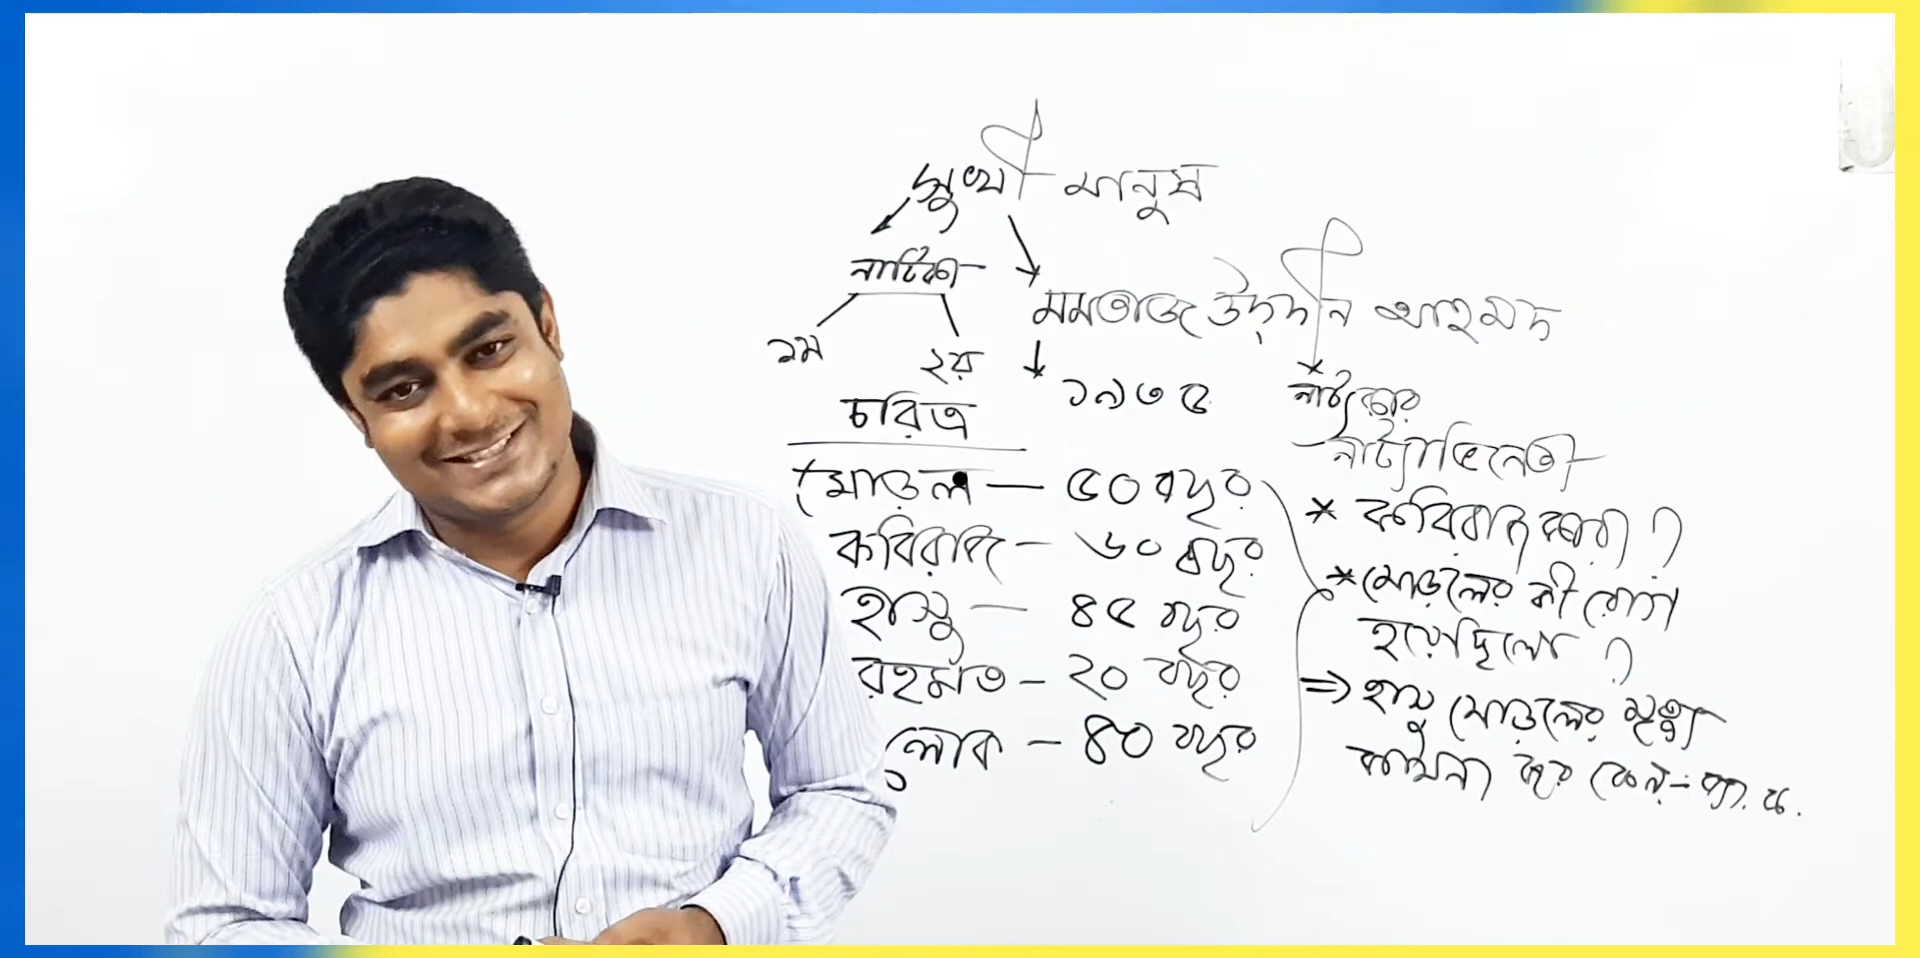 সুখী মানুষ
নাটিকা
১ম ২য়
মমতাজ উদ্দীন আহমদ
১৯৩৫
নাট্যকার
নাট্যাভিনেতা
চরিত্র
মোড়ল — ৫০ বছর
কবিরাজ — ৬০ বছর
হাসু — ৪৫ বছর
রহমত — ২০ বছর
লোক — ৪০ বছর
* কবিরাজ কারা ?
* মোড়লের কী রোগ
হয়েছিলো ?
⇒ হাসু মোড়লের মৃত্যু
কামনা করে কেন -